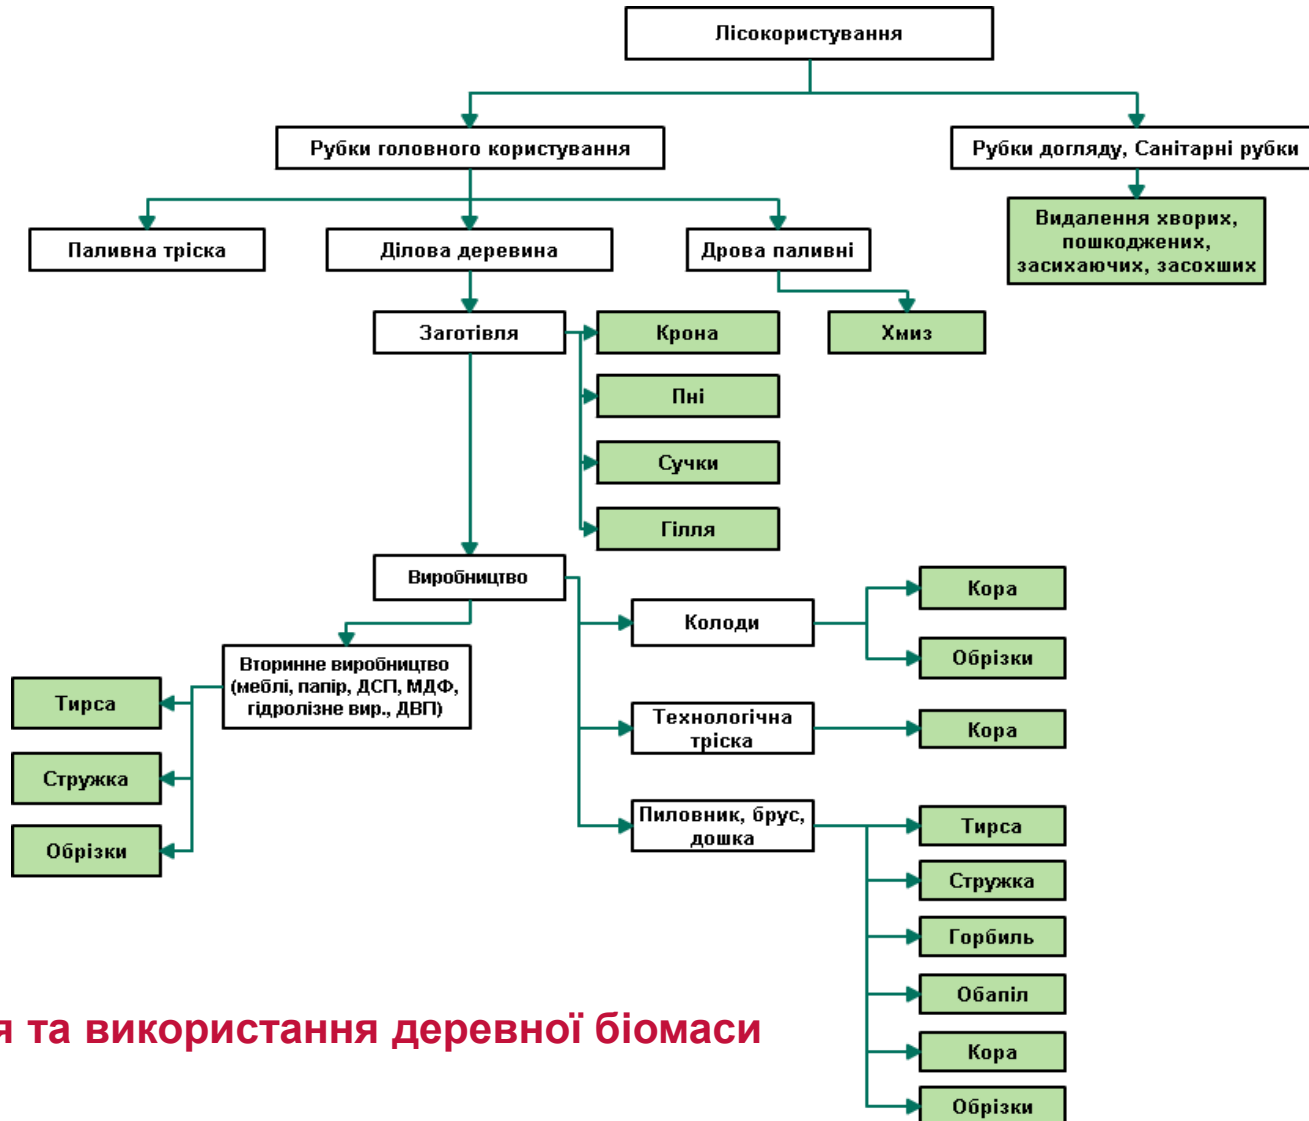 Лісокористування
Рубки головного користування
Рубки догляду, Санітарні рубки
Паливна тріска
Ділова деревина
Дрова паливні
Видалення хворих,
пошкоджених,
засихаючих, засохших
Заготівля
Крона
Хмиз
Пні
Сучки
Гілля
Виробництво
Колоди
Кора
Обрізки
Вторинне виробництво
(меблі, папір, ДСП, МДФ,
гідролізне вир., ДВП)
Тирса
Стружка
Обрізки
Технологічна
тріска
Кора
Пиловник, брус,
дошка
Тирса
Стружка
Горбиль
Обапіл
Кора
Обрізки
я та використання деревної біомаси